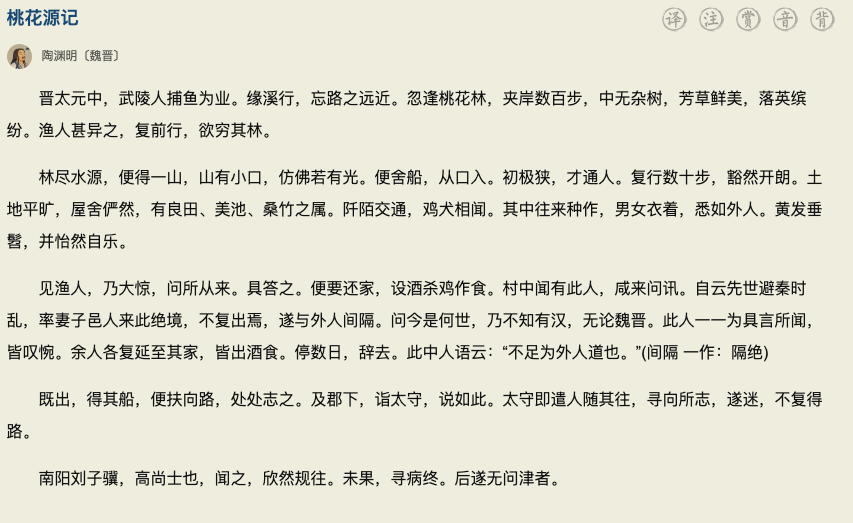 桃花源记
译 注 赏 音 背
陶渊明〔魏晋〕
晋太元中，武陵人捕鱼为业。缘溪行，忘路之远近。忽逢桃花林，夹岸数百步，中无杂树，芳草鲜美，落英缤
纷。渔人甚异之，复前行，欲穷其林。
林尽水源，便得一山，山有小口，仿佛若有光。便舍船，从口入。初极狭，才通人。复行数十步，豁然开朗。土
地平旷，屋舍俨然，有良田、美池、桑竹之属。阡陌交通，鸡犬相闻。其中往来种作，男女衣着，悉如外人。黄发垂
髫，并怡然自乐。
见渔人，乃大惊，问所从来。具答之。便要还家，设酒杀鸡作食。村中闻有此人，咸来问讯。自云先世避秦时
乱，率妻子邑人来此绝境，不复出焉，遂与外人间隔。问今是何世，乃不知有汉，无论魏晋。此人一一为具言所闻，
皆叹惋。余人各复延至其家，皆出酒食。停数日，辞去。此中人语云：“不足为外人道也。”(间隔 一作：隔绝)
既出，得其船，便扶向路，处处志之。及郡下，诣太守，说如此。太守即遣人随其往，寻向所志，遂迷，不复得
路。
南阳刘子骥，高尚士也，闻之，欣然规往。未果，寻病终。后遂无问津者。